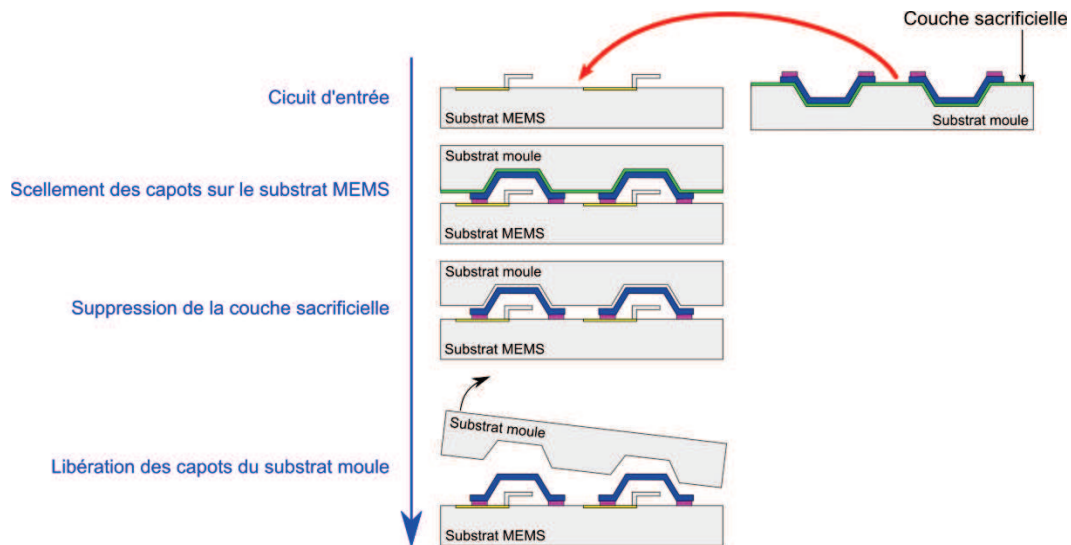 Couche sacrificielle
Cicuit d'entrée
Substrat MEMS
Substrat moule
Scellement des capots sur le substrat MEMS
Substrat moule
Substrat MEMS
Suppression de la couche sacrificielle
Substrat moule
Substrat MEMS
Libération des capots du substrat moule
Substrat moule
Substrat MEMS